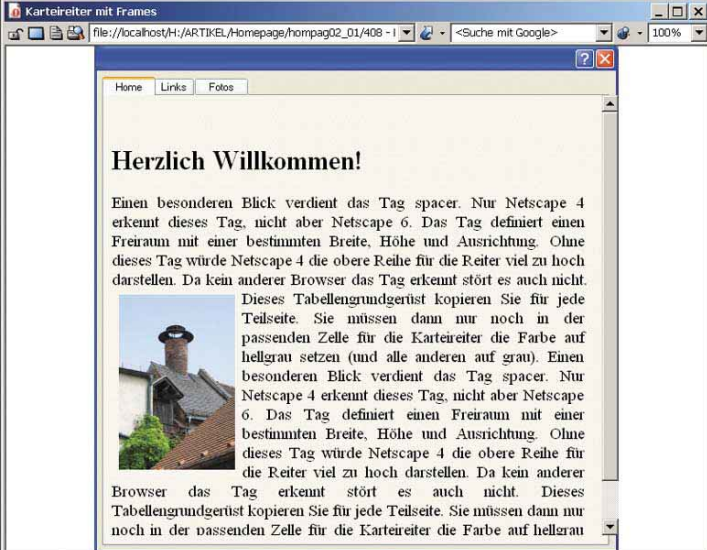 Karteireiter mit Frames
file://localhost/H:/ARTIKEL/Homepage/hompag02_01/408 - I
<Suche mit Google>
100%
Home Links Fotos
Herzlich Willkommen!
Einen besonderen Blick verdient das Tag spacer. Nur Netscape 4
erkennt dieses Tag, nicht aber Netscape 6. Das Tag definiert einen
Freiraum mit einer bestimmten Breite, Höhe und Ausrichtung. Ohne
dieses Tag würde Netscape 4 die obere Reihe für die Reiter viel zu hoch
darstellen. Da kein anderer Browser das Tag erkennt stört es auch nicht.
Dieses Tabellengrundgerüst kopieren Sie für jede
Teilseite. Sie müssen dann nur noch in der
passenden Zelle für die Karteireiter die Farbe auf
hellgrau setzen (und alle anderen auf grau). Einen
besonderen Blick verdient das Tag spacer. Nur
Netscape 4 erkennt dieses Tag, nicht aber Netscape
6. Das Tag definiert einen Freiraum mit einer
bestimmten Breite, Höhe und Ausrichtung. Ohne
dieses Tag würde Netscape 4 die obere Reihe für
die Reiter viel zu hoch darstellen. Da kein anderer
Browser das Tag erkennt stört es auch nicht. Dieses
Tabellengrundgerüst kopieren Sie für jede Teilseite. Sie müssen dann nur
noch in der passenden Zelle für die Karteireiter die Farbe auf hellgrau